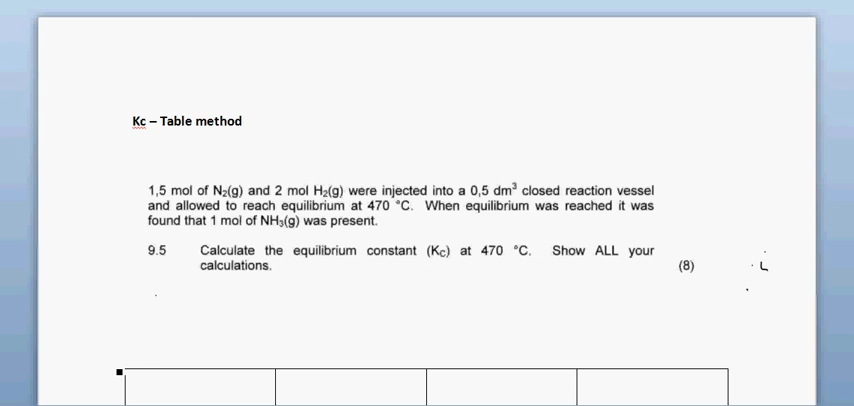 Kc – Table method
1,5 mol of N₂(g) and 2 mol H₂(g) were injected into a 0,5 dm³ closed reaction vessel
and allowed to reach equilibrium at 470 °C. When equilibrium was reached it was
found that 1 mol of NH₃(g) was present.
9.5 Calculate the equilibrium constant (Kc) at 470 °C. Show ALL your
calculations. (8)